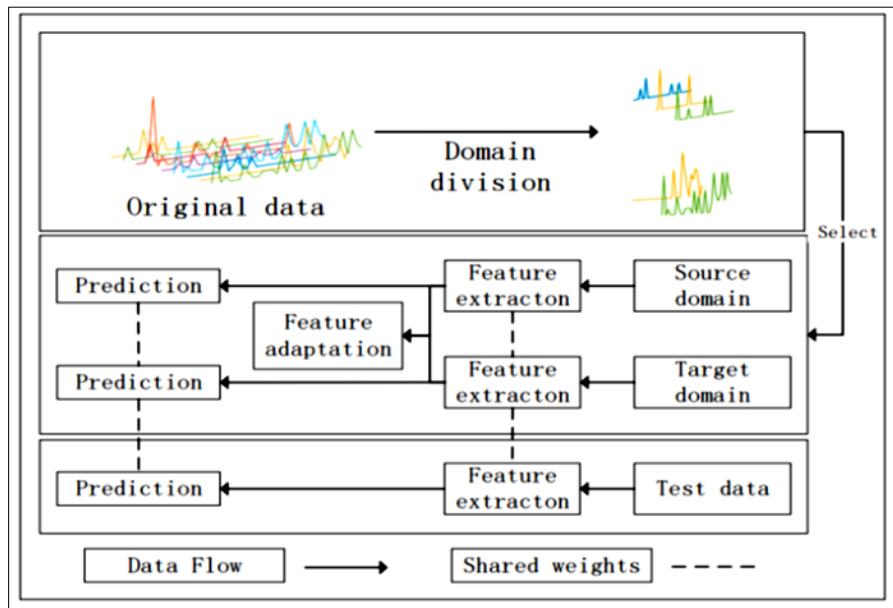 Original data
Domain
division
Select
Prediction
Feature
extracton
Source
domain
Feature
adaptation
Prediction
Feature
extracton
Target
domain
Prediction
Feature
extracton
Test data
Data Flow
Shared weights